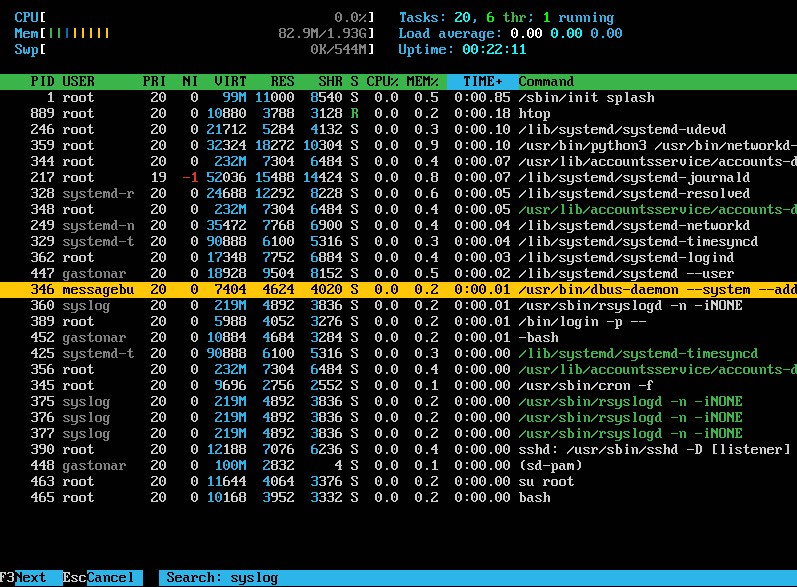 CPU[ 0.0%] Tasks: 20, 6 thr; 1 running
Mem[|||||||| 82.9M/1.93G] Load average: 0.00 0.00 0.00
Swp[ 0K/544M] Uptime: 00:22:11
PID USER PRI NI VIRT RES SHR S CPU% MEM% TIME+ Command
1 root 20 0 99M 11000 8540 S 0.0 0.5 0:00.85 /sbin/init splash
889 root 20 0 10880 3788 3128 R 0.0 0.2 0:00.18 htop
246 root 20 0 21712 5284 4132 S 0.0 0.3 0:00.10 /lib/systemd/systemd-udevd
359 root 20 0 32324 18272 10304 S 0.0 0.9 0:00.10 /usr/bin/python3 /usr/bin/networkd-
344 root 20 0 232M 7304 6484 S 0.0 0.4 0:00.07 /usr/lib/accountsservice/accounts-d
217 root 19 -1 52036 15488 14424 S 0.0 0.8 0:00.07 /lib/systemd/systemd-journald
328 systemd-r 20 0 24688 12292 8228 S 0.0 0.6 0:00.05 /lib/systemd/systemd-resolved
348 root 20 0 232M 7304 6484 S 0.0 0.4 0:00.05 /usr/lib/accountsservice/accounts-d
249 systemd-n 20 0 35472 7768 6900 S 0.0 0.4 0:00.04 /lib/systemd/systemd-networkd
329 systemd-t 20 0 90888 6100 5316 S 0.0 0.3 0:00.04 /lib/systemd/systemd-timesyncd
362 root 20 0 17348 7752 6884 S 0.0 0.4 0:00.03 /lib/systemd/systemd-logind
447 gastonar 20 0 18928 9504 8152 S 0.0 0.5 0:00.02 /lib/systemd/systemd --user
346 messagebu 20 0 7404 4624 4020 S 0.0 0.2 0:00.01 /usr/bin/dbus-daemon --system --add
360 syslog 20 0 219M 4892 3836 S 0.0 0.2 0:00.01 /usr/sbin/rsyslogd -n -iNONE
389 root 20 0 5988 4052 3276 S 0.0 0.2 0:00.01 /bin/login -p --
452 gastonar 20 0 10884 4684 3284 S 0.0 0.2 0:00.01 -bash
425 systemd-t 20 0 90888 6100 5316 S 0.0 0.3 0:00.00 /lib/systemd/systemd-timesyncd
356 root 20 0 232M 7304 6484 S 0.0 0.4 0:00.00 /usr/lib/accountsservice/accounts-d
345 root 20 0 9696 2756 2552 S 0.0 0.1 0:00.00 /usr/sbin/cron -f
375 syslog 20 0 219M 4892 3836 S 0.0 0.2 0:00.00 /usr/sbin/rsyslogd -n -iNONE
376 syslog 20 0 219M 4892 3836 S 0.0 0.2 0:00.00 /usr/sbin/rsyslogd -n -iNONE
377 syslog 20 0 219M 4892 3836 S 0.0 0.2 0:00.00 /usr/sbin/rsyslogd -n -iNONE
390 root 20 0 12188 7076 6236 S 0.0 0.4 0:00.00 sshd: /usr/sbin/sshd -D [listener]
448 gastonar 20 0 100M 2832 4 S 0.0 0.1 0:00.00 (sd-pam)
463 root 20 0 11644 4064 3376 S 0.0 0.2 0:00.00 su root
465 root 20 0 10168 3952 3332 S 0.0 0.2 0:00.00 bash
F3Next EscCancel Search: syslog